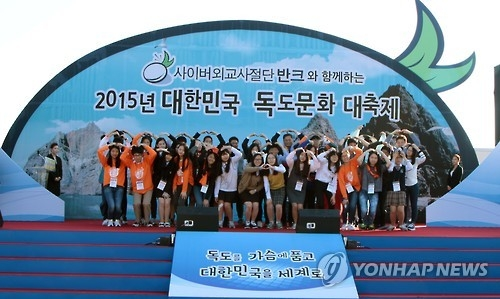 사이버외교사절단 반크 와 함께하는
2015년 대한민국 독도문화 대축제
독도를 가슴에 품고
대한민국을 세계로
YONHAP NEWS